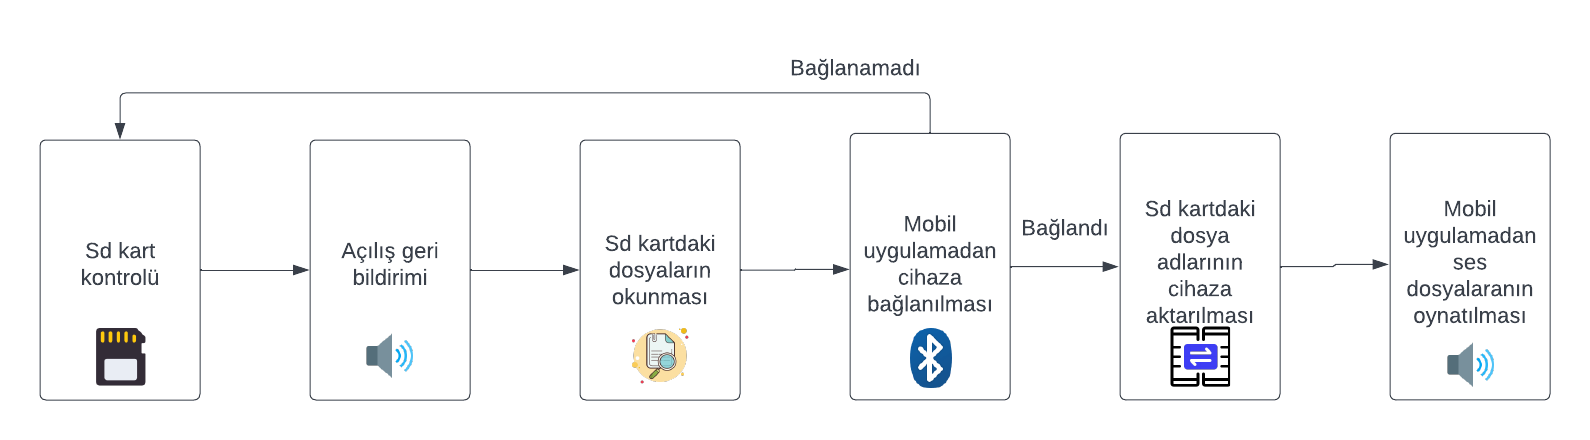 Bağlanamadı
Sd kart
kontrolü
Açılış geri
bildirimi
Sd kartdaki
dosyaların
okunması
Mobil
uygulamadan
cihaza
bağlanılması
Bağlandı
Sd kartdaki
dosya
adlarının
cihaza
aktarılması
Mobil
uygulamadan
ses
dosyalaranın
oynatılması